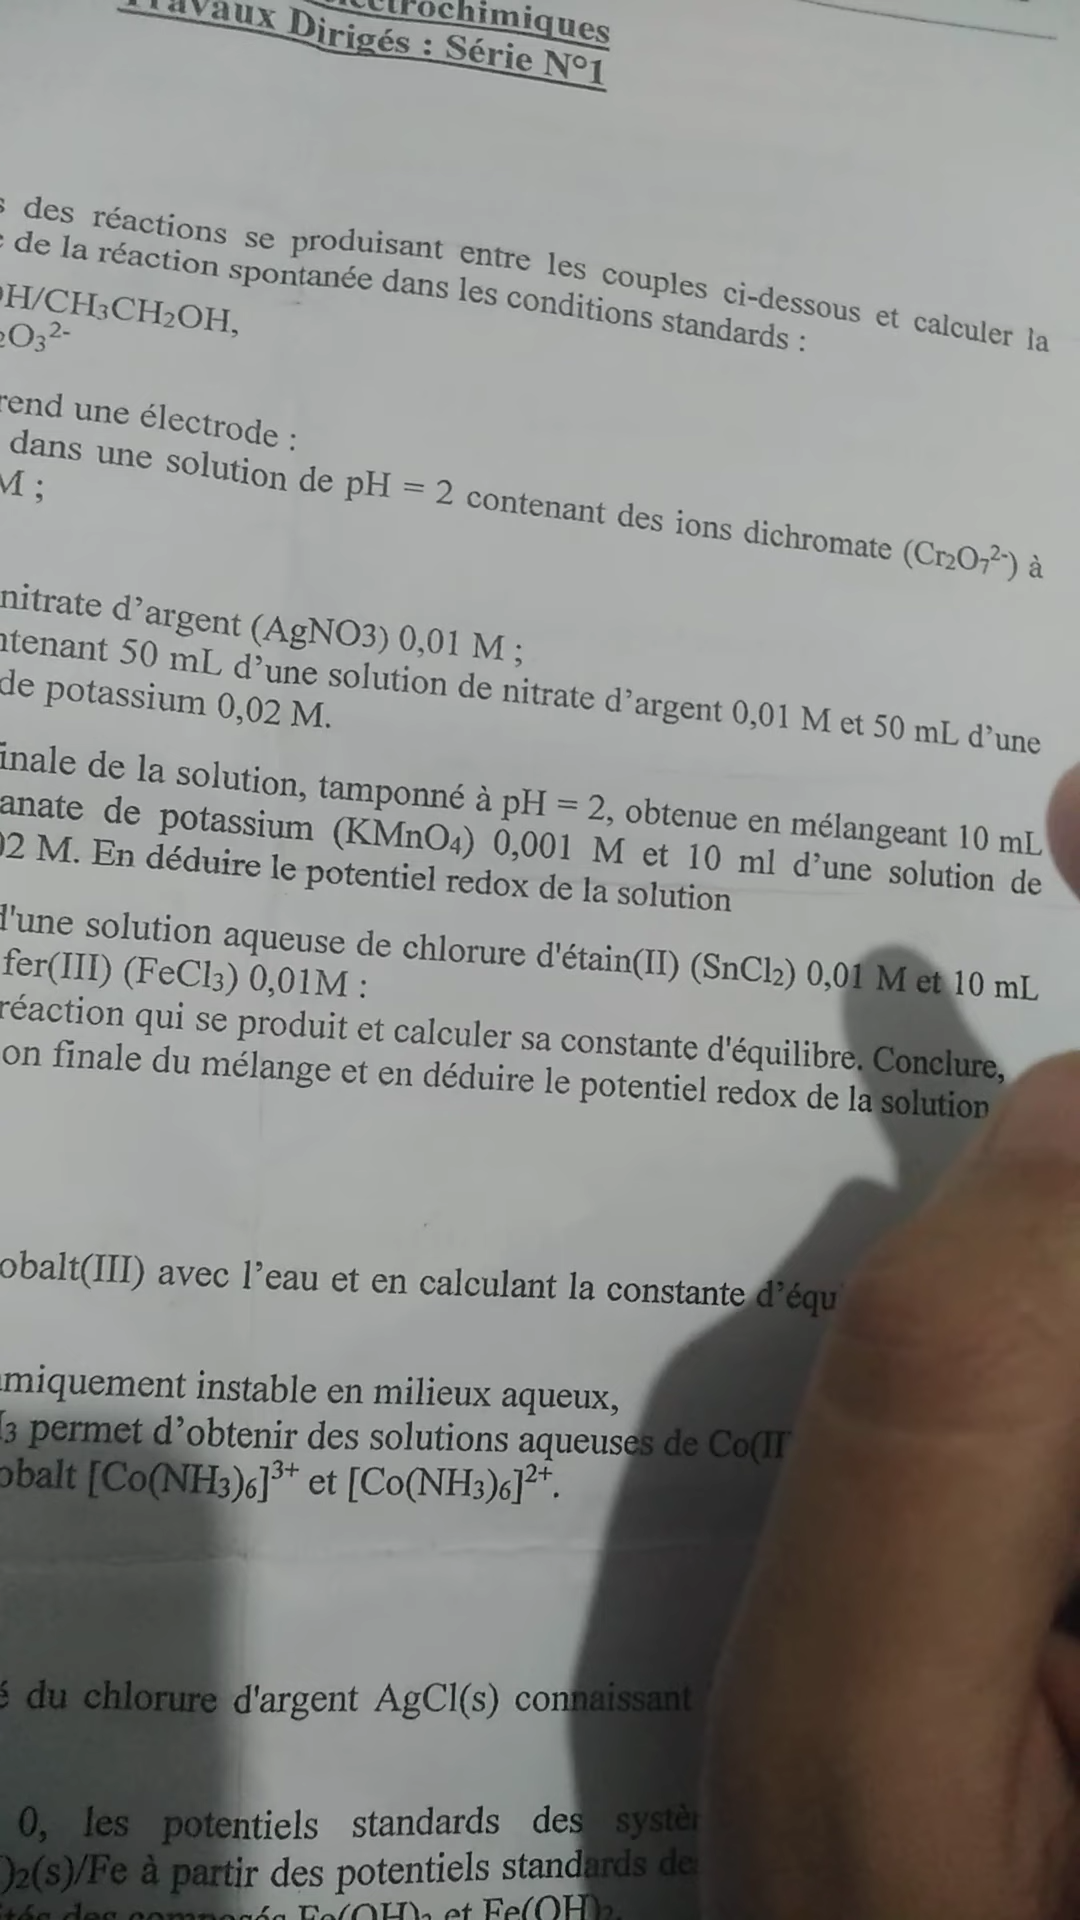 Travaux Dirigés : Série N°1
des réactions se produisant entre les couples ci-dessous et calculer la
de la réaction spontanée dans les conditions standards :
H/CH₃CH₂OH,
O₃²⁻
rend une électrode :
dans une solution de pH = 2 contenant des ions dichromate (Cr₂O₇²⁻) à
M ;
nitrate d’argent (AgNO3) 0,01 M ;
tenant 50 mL d’une solution de nitrate d’argent 0,01 M et 50 mL d’une
de potassium 0,02 M.
inale de la solution, tamponné à pH = 2, obtenue en mélangeant 10 mL
anate de potassium (KMnO₄) 0,001 M et 10 ml d’une solution de
02 M. En déduire le potentiel redox de la solution
d'une solution aqueuse de chlorure d'étain(II) (SnCl₂) 0,01 M et 10 mL
fer(III) (FeCl₃) 0,01M :
réaction qui se produit et calculer sa constante d'équilibre. Conclure,
on finale du mélange et en déduire le potentiel redox de la solution
obalt(III) avec l’eau et en calculant la constante d’équ
miquement instable en milieux aqueux,
₃ permet d’obtenir des solutions aqueuses de Co(II
obalt [Co(NH₃)₆]³⁺ et [Co(NH₃)₆]²⁺.
du chlorure d'argent AgCl(s) connaissant
0, les potentiels standards des systè
)₂(s)/Fe à partir des potentiels standards de
Fe(OH)₃ et Fe(OH)₂.